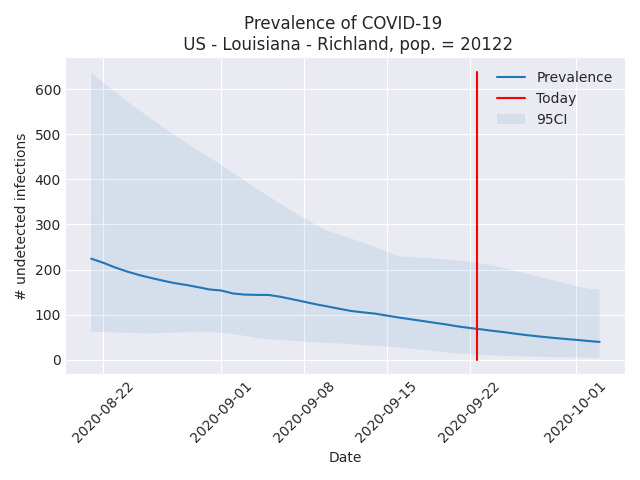 Prevalence of COVID-19
US - Louisiana - Richland, pop. = 20122
# undetected infections
600
500
400
300
200
100
0
Prevalence
Today
95CI
2020-08-22
2020-09-01
2020-09-08
2020-09-15
2020-09-22
2020-10-01
Date